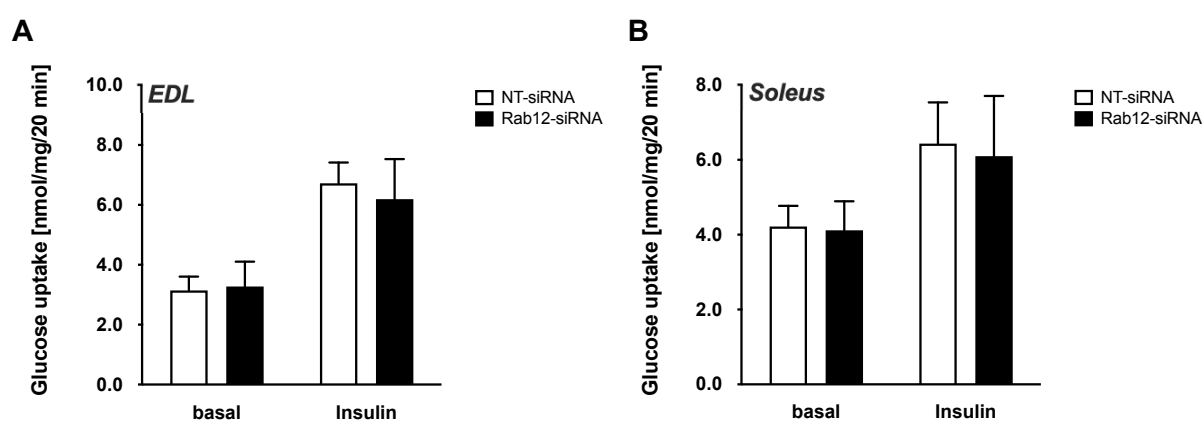 A
Glucose uptake [nmol/mg/20 min]
10.0
8.0
6.0
4.0
2.0
0.0
EDL
basal
Insulin
NT-siRNA
Rab12-siRNA
B
Glucose uptake [nmol/mg/20 min]
8.0
6.0
4.0
2.0
0.0
Soleus
basal
Insulin
NT-siRNA
Rab12-siRNA